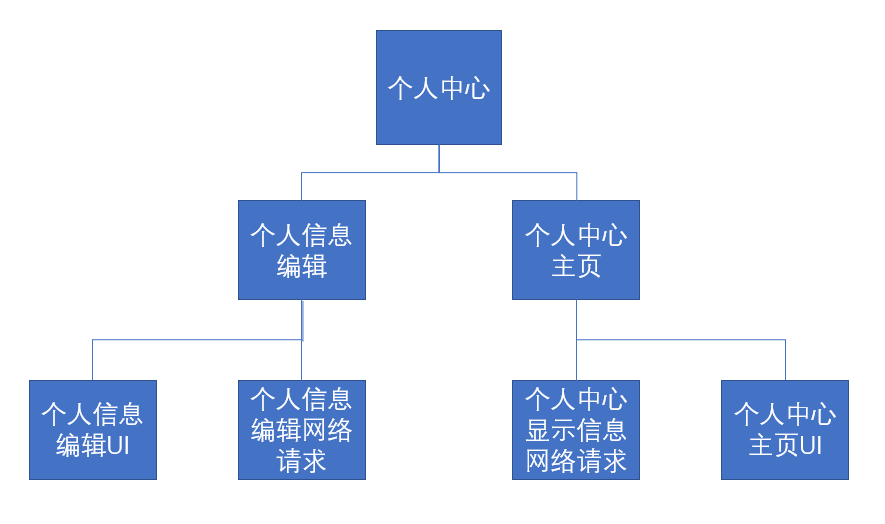 个人中心
个人信息
编辑
个人中心
主页
个人信息
编辑UI
个人信息
编辑网络
请求
个人中心
显示信息
网络请求
个人中心
主页UI